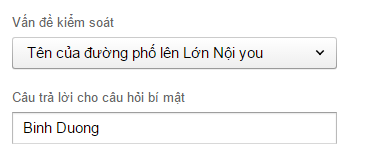 Vấn đề kiểm soát
Tên của đường phố lên Lớn Nội you
Câu trả lời cho câu hỏi bí mật
Binh Duong